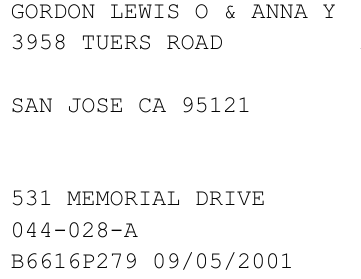 GORDON LEWIS O & ANNA Y
3958 TUERS ROAD
SAN JOSE CA 95121
531 MEMORIAL DRIVE
044-028-A
B6616P279 09/05/2001